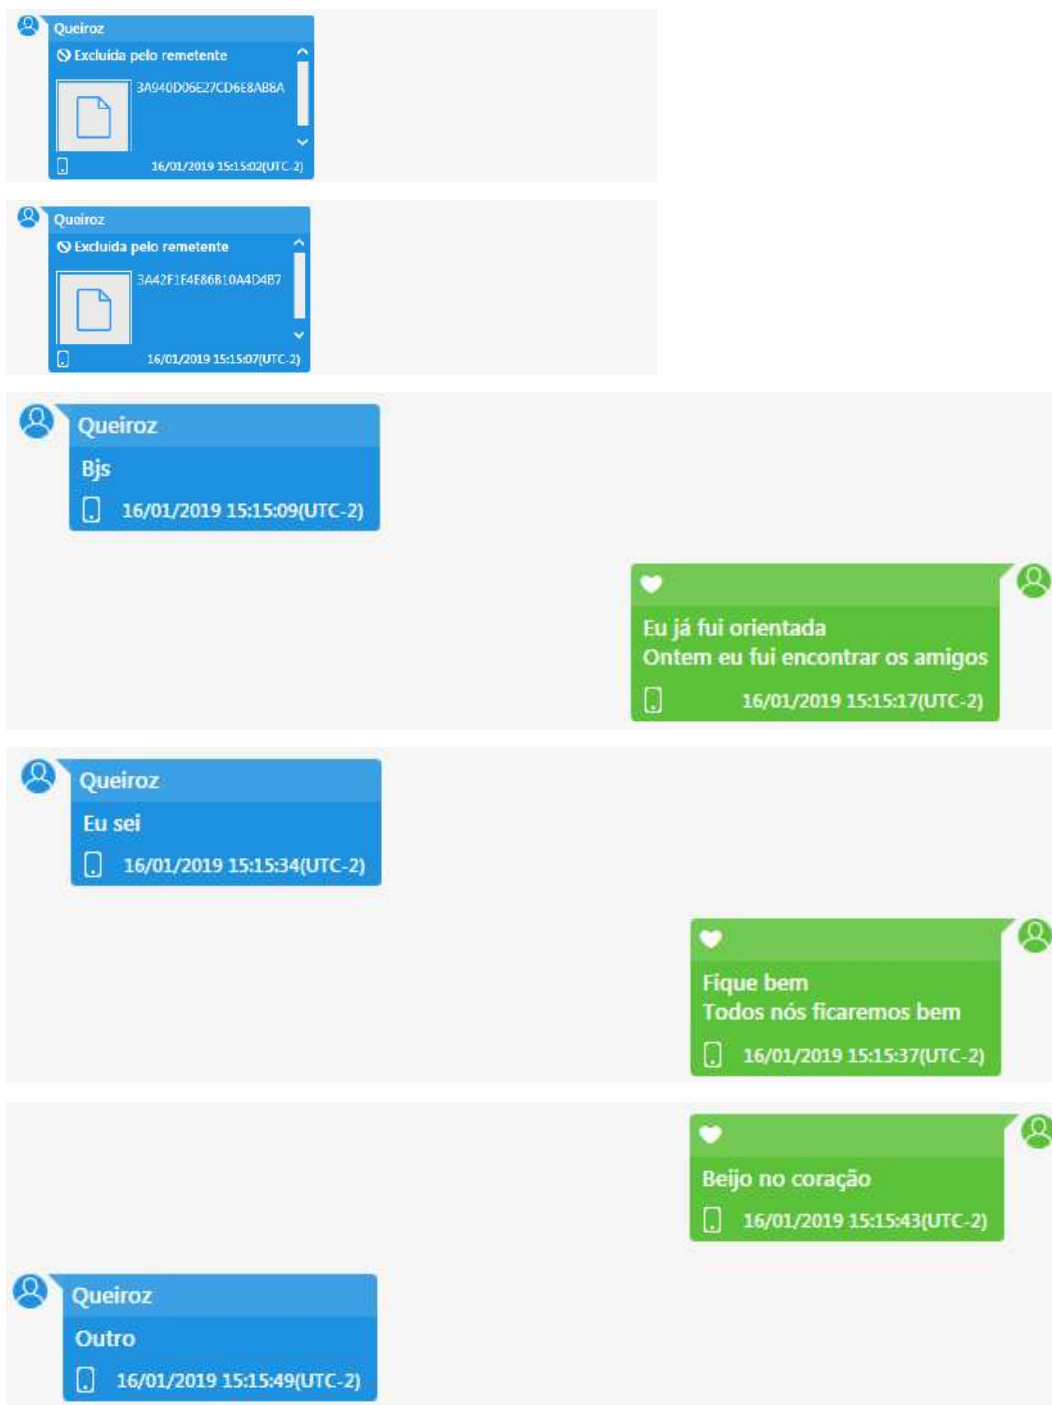 Queiroz
Excluída pelo remetente
3A940D06E27CD6E8AB8A
16/01/2019 15:15:02(UTC-2)
Queiroz
Excluída pelo remetente
3A42F1E4E86B10A4D4B7
16/01/2019 15:15:07(UTC-2)
Queiroz
Bjs
16/01/2019 15:15:09(UTC-2)
Eu já fui orientada
Ontem eu fui encontrar os amigos
16/01/2019 15:15:17(UTC-2)
Queiroz
Eu sei
16/01/2019 15:15:34(UTC-2)
Fique bem
Todos nós ficaremos bem
16/01/2019 15:15:37(UTC-2)
Beijo no coração
16/01/2019 15:15:43(UTC-2)
Queiroz
Outro
16/01/2019 15:15:49(UTC-2)